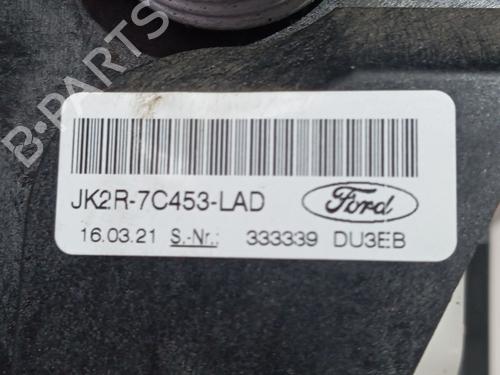 B-PARTS
JK2R-7C453-LAD
Ford
16.03.21 S.-Nr.: 333339 DU3EB